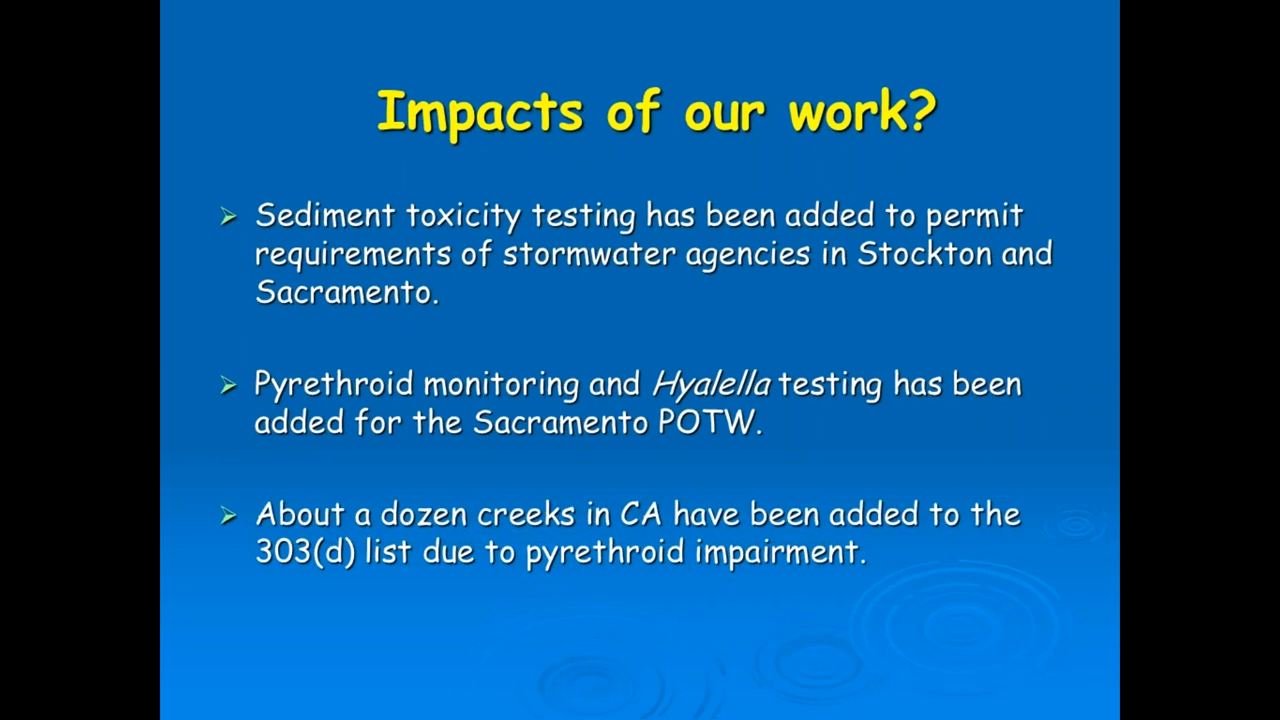 Impacts of our work?
Sediment toxicity testing has been added to permit
requirements of stormwater agencies in Stockton and
Sacramento.
Pyrethroid monitoring and Hyalella testing has been
added for the Sacramento POTW.
About a dozen creeks in CA have been added to the
303(d) list due to pyrethroid impairment.